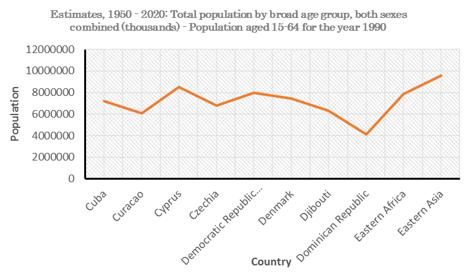 Estimates, 1950 - 2020: Total population by broad age group, both sexes
combined (thousands) - Population aged 15-64 for the year 1990
12000000
10000000
8000000
6000000
4000000
2000000
0
Population
Cuba
Curacao
Cyprus
Czechia
Democratic Republic...
Denmark
Djibouti
Dominican Republic
Eastern Africa
Eastern Asia
Country